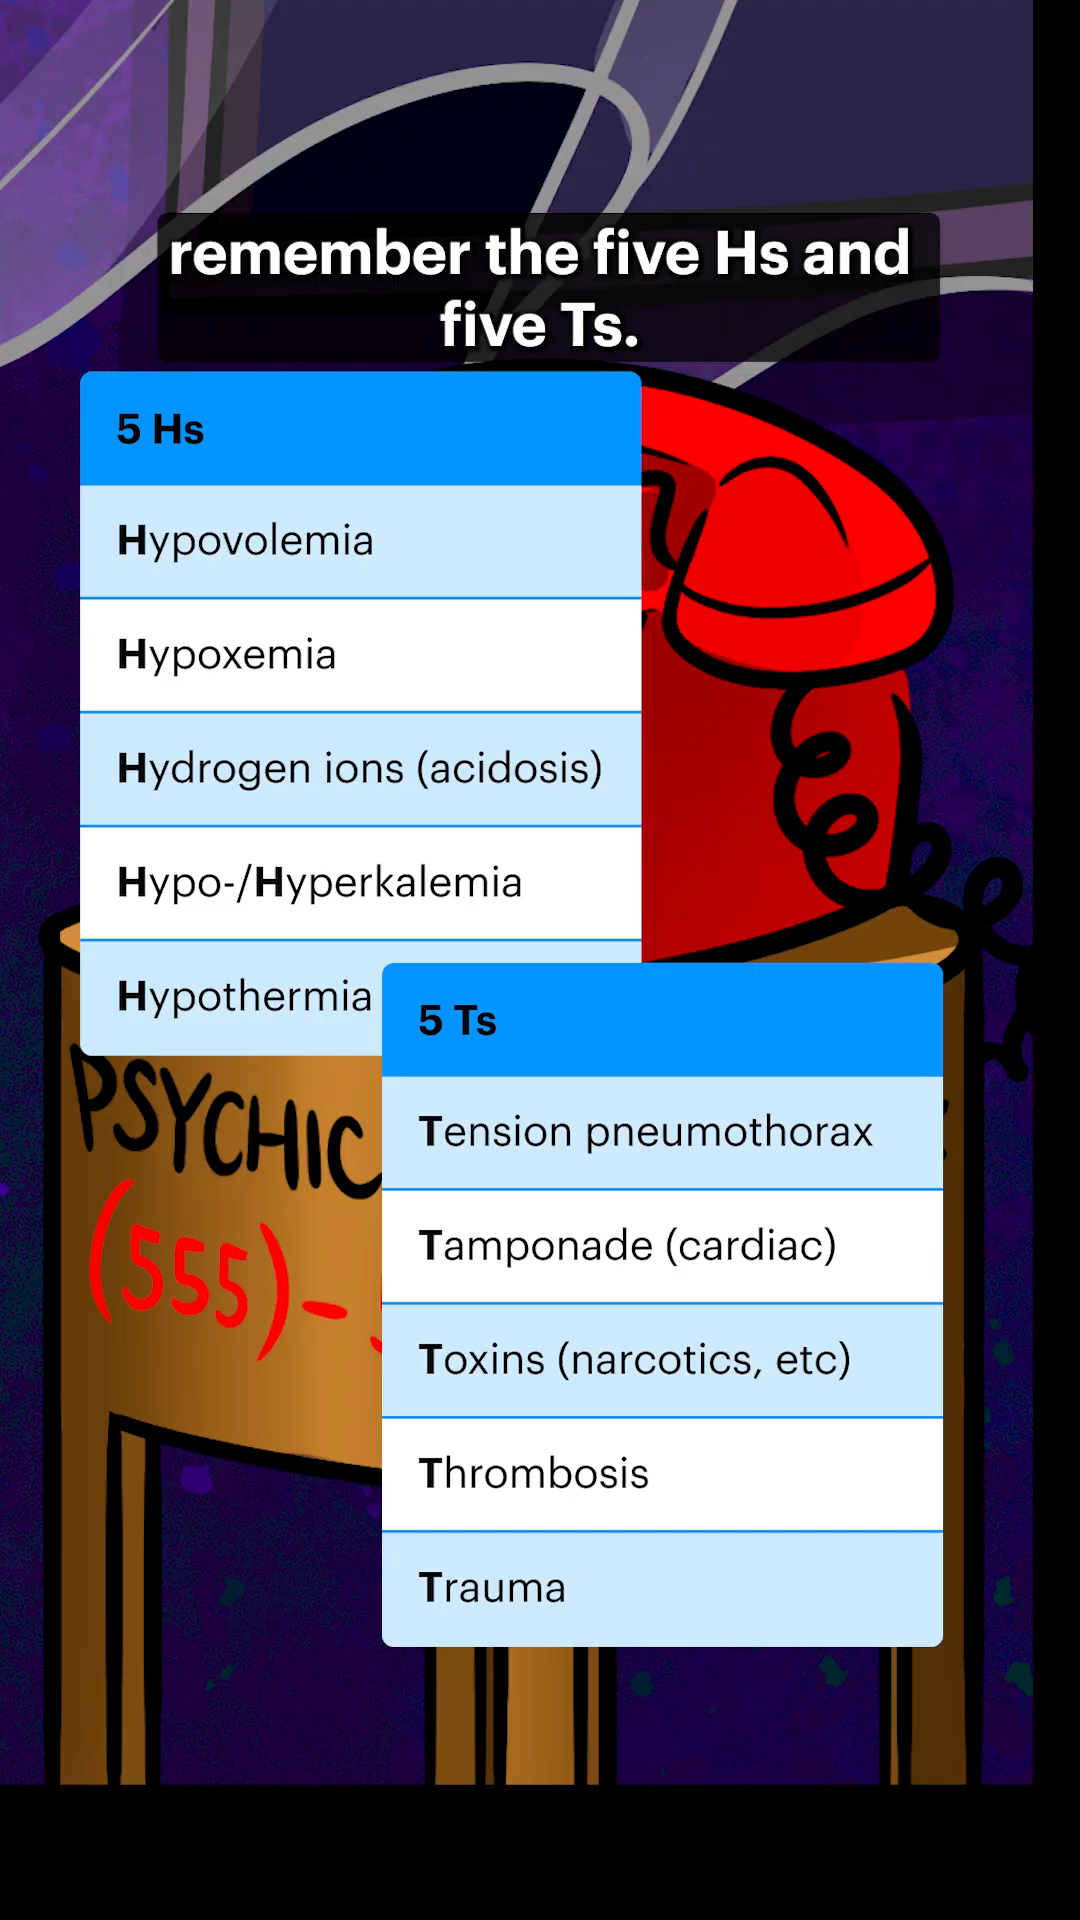 remember the five Hs and
five Ts.
5 Hs
Hypovolemia
Hypoxemia
Hydrogen ions (acidosis)
Hypo-/Hyperkalemia
Hypothermia
5 Ts
Tension pneumothorax
Tamponade (cardiac)
Toxins (narcotics, etc)
Thrombosis
Trauma
PSYCHIC
(555)-